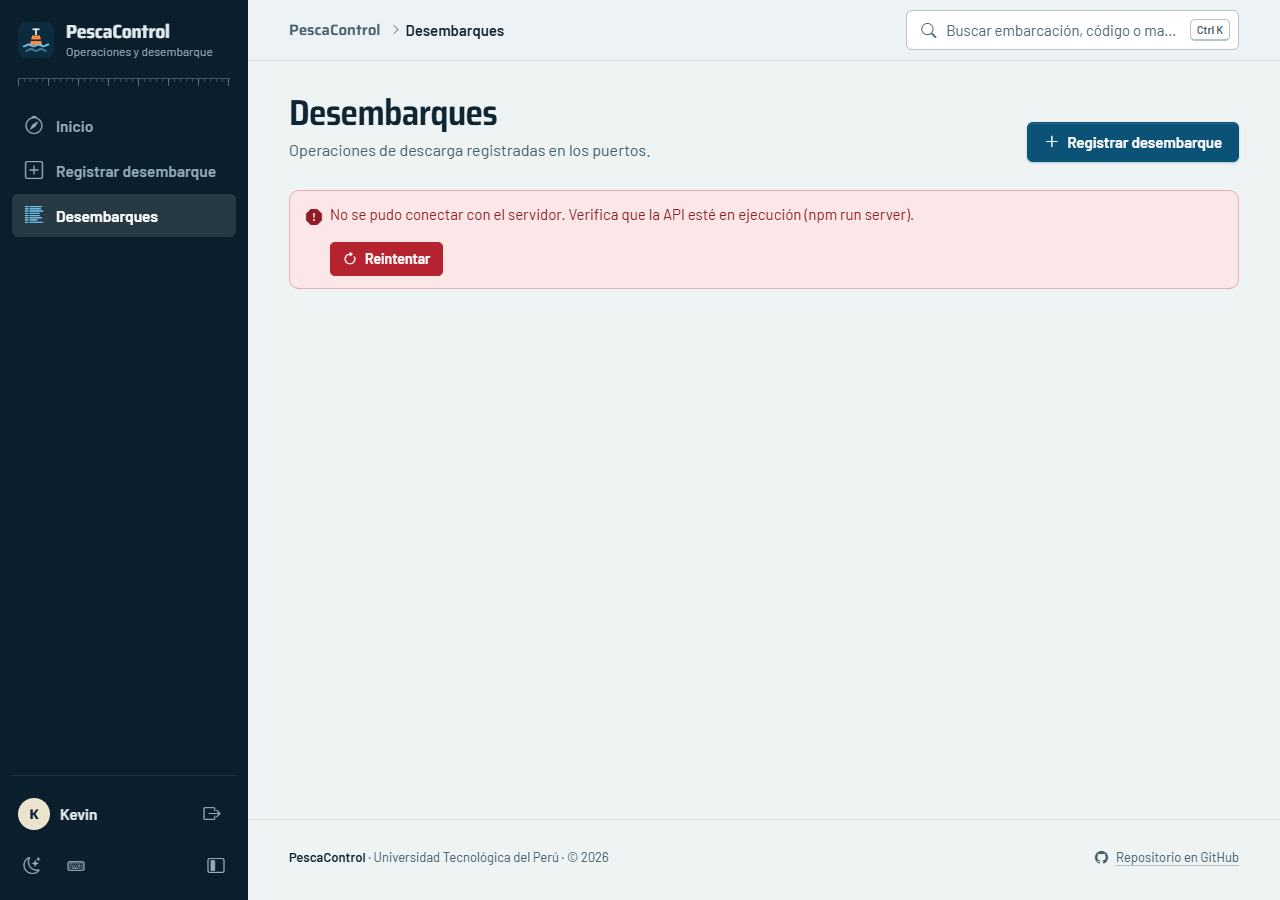 PescaControl
Operaciones y desembarque
Inicio
Registrar desembarque
Desembarques
K
Kevin
PescaControl
Desembarques
Buscar embarcación, código o ma...
Ctrl K
Desembarques
Operaciones de descarga registradas en los puertos.
Registrar desembarque
No se pudo conectar con el servidor. Verifica que la API esté en ejecución (npm run server).
Reintentar
PescaControl · Universidad Tecnológica del Perú · © 2026
Repositorio en GitHub